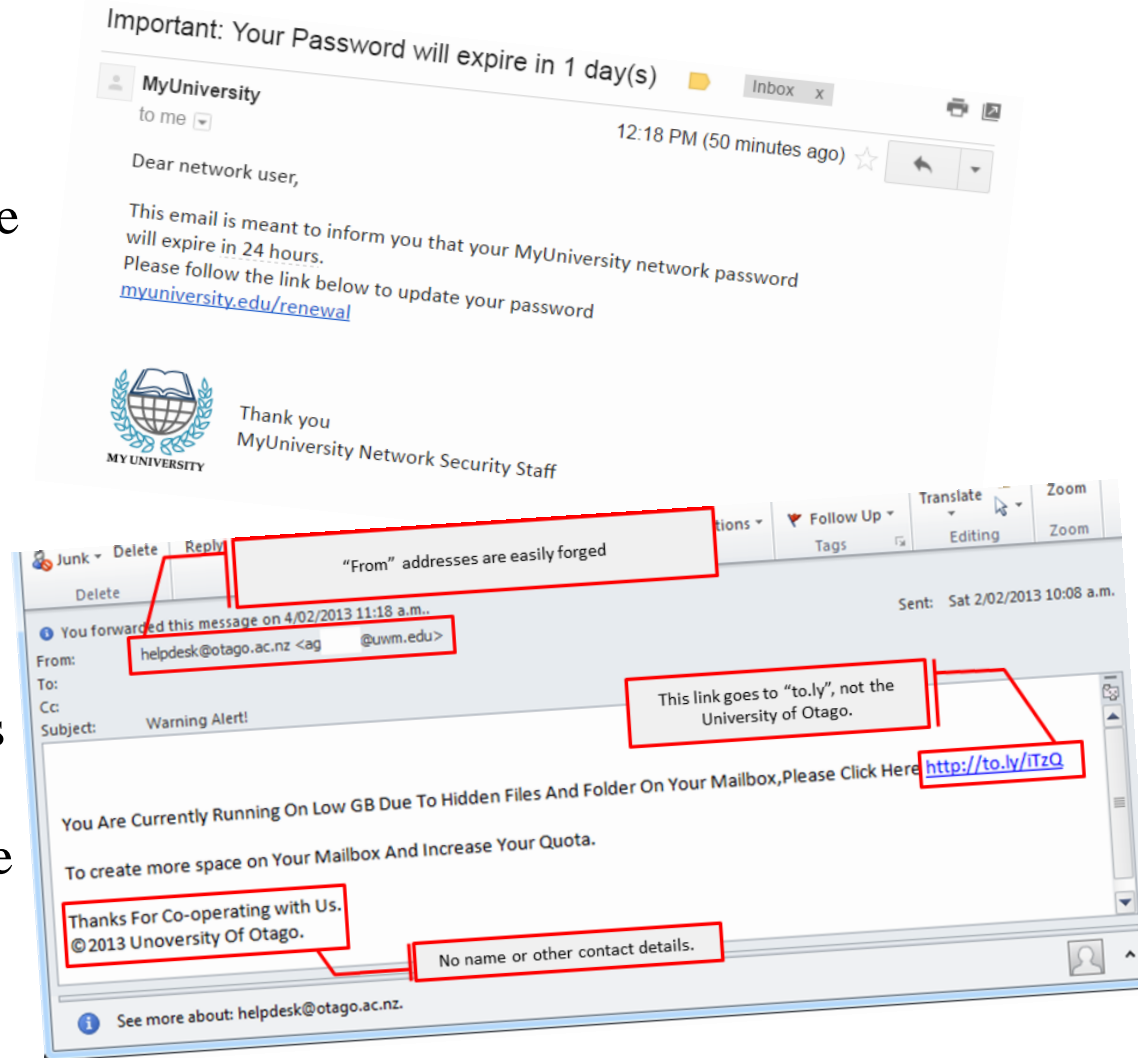 Important: Your Password will expire in 1 day(s)
Inbox x
MyUniversity
to me
12:18 PM (50 minutes ago)
Dear network user,
This email is meant to inform you that your MyUniversity network password
will expire in 24 hours.
Please follow the link below to update your password
myuniversity.edu/renewal
MY UNIVERSITY
Thank you
MyUniversity Network Security Staff
e
s
e
Junk
Delete
Reply
"From" addresses are easily forged
Follow Up
Translate
Zoom
Delete
Tags
Editing
Zoom
You forwarded this message on 4/02/2013 11:18 a.m..
Sent: Sat 2/02/2013 10:08 a.m.
From: helpdesk@otago.ac.nz <ag @uwm.edu>
To:
Cc:
Subject: Warning Alert!
This link goes to "to.ly", not the
University of Otago.
You Are Currently Running On Low GB Due To Hidden Files And Folder On Your Mailbox,Please Click Here http://to.ly/iTzQ
To create more space on Your Mailbox And Increase Your Quota.
Thanks For Co-operating with Us.
©2013 Unoversity Of Otago.
No name or other contact details.
See more about: helpdesk@otago.ac.nz.